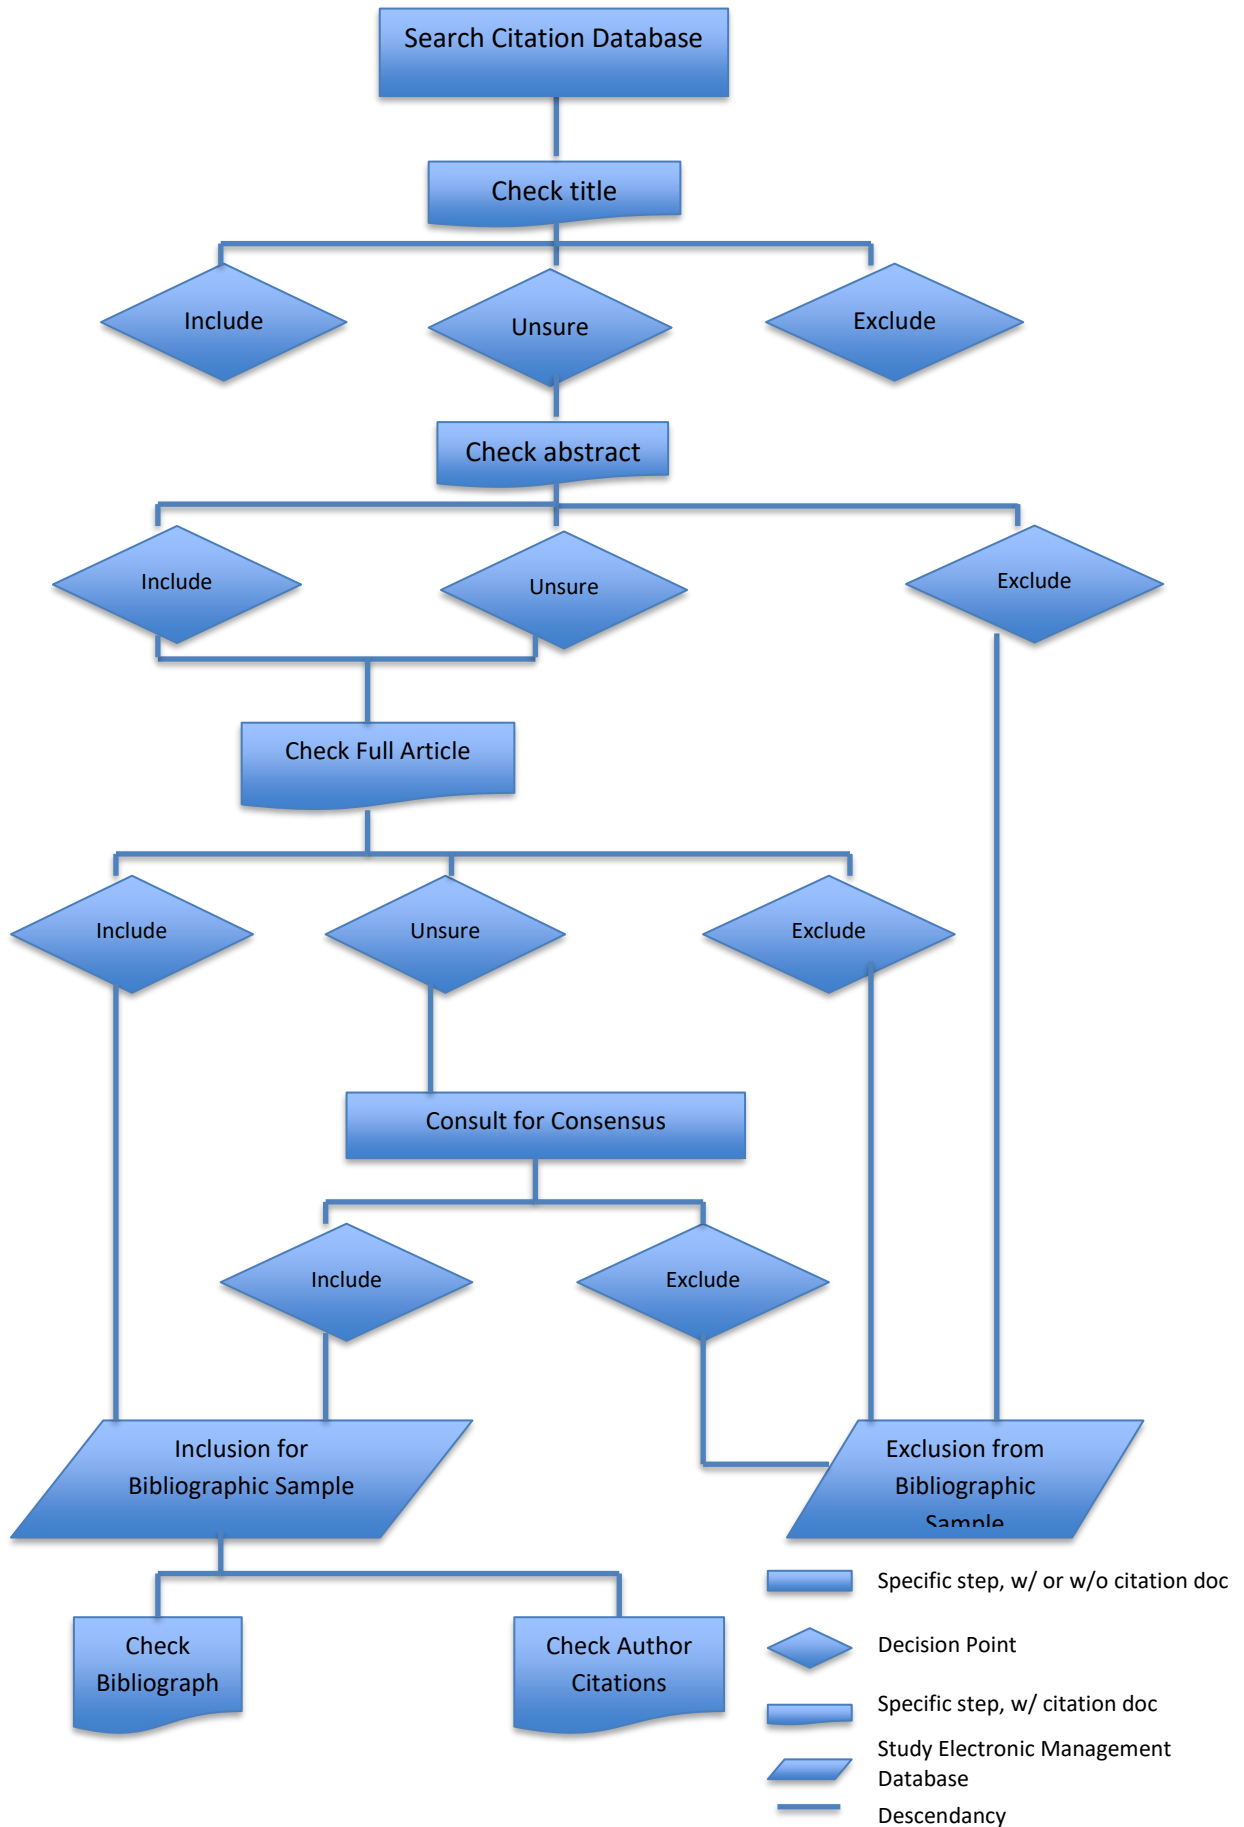 Search Citation Database
Check title
Include
Unsure
Exclude
Check abstract
Include
Unsure
Exclude
Check Full Article
Include
Unsure
Exclude
Consult for Consensus
Include
Exclude
Inclusion for
Bibliographic Sample
Exclusion from
Bibliographic
Sample
Check
Bibliograph
Check Author
Citations
Specific step, w/ or w/o citation doc
Decision Point
Specific step, w/ citation doc
Study Electronic Management
Database
Descendancy